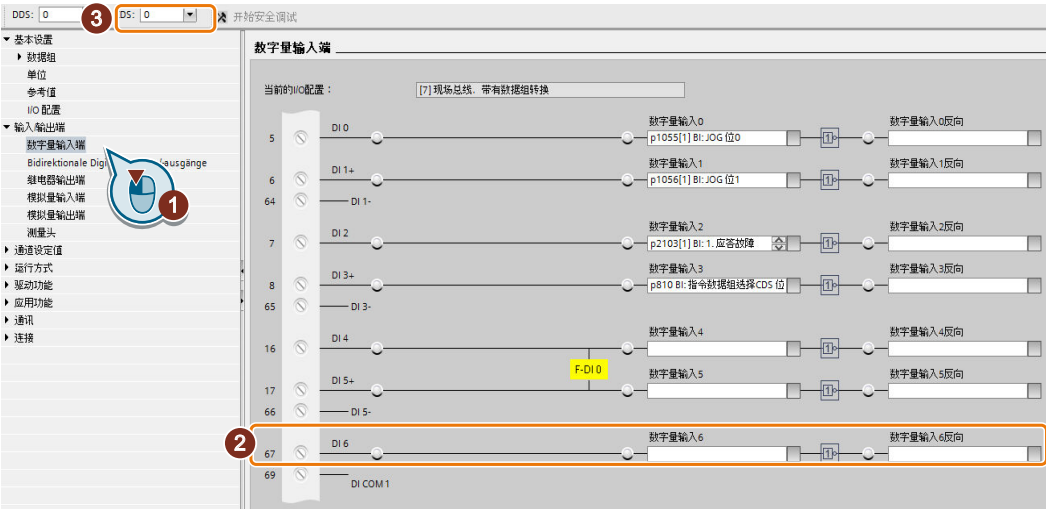 DDS: 0 3 DS: 0 开始安全调试
基本设置
数据组
单位
参考值
I/O 配置
输入/输出端
数字量输入端
Bidirektionale Digi /-ausgänge
继电器输出端
模拟量输入端
模拟量输出端
测量头
通道设定值
运行方式
驱动功能
应用功能
通讯
连接
1
数字量输入端
当前的I/O配置： [7] 现场总线，带有数据组转换
数字量输入0 数字量输入0反向
5 DI 0 p1055[1] BI: JOG 位0 1
数字量输入1 数字量输入1反向
6 DI 1+ p1056[1] BI: JOG 位1 1
64 DI 1-
数字量输入2 数字量输入2反向
7 DI 2 p2103[1] BI: 1. 应答故障 1
数字量输入3 数字量输入3反向
8 DI 3+ p810 BI: 指令数据组选择CDS 位 1
65 DI 3-
数字量输入4 数字量输入4反向
16 DI 4 1
F-DI 0
数字量输入5 数字量输入5反向
17 DI 5+ 1
66 DI 5-
2
数字量输入6 数字量输入6反向
67 DI 6 1
69 DI COM 1